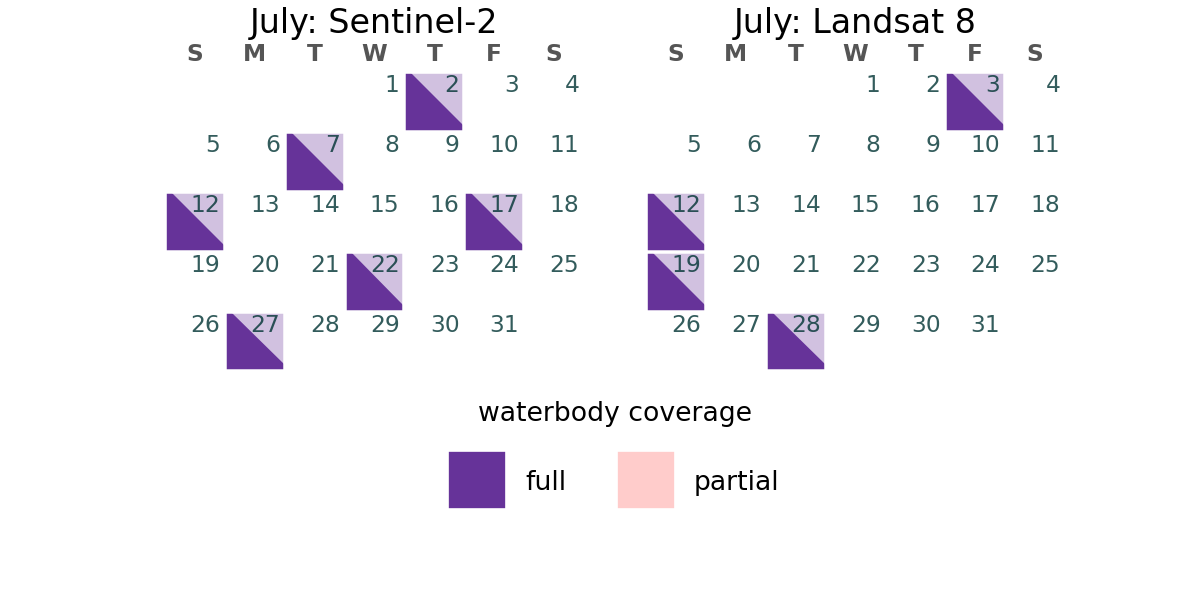 July: Sentinel-2
S M T W T F S
1 2 3 4
5 6 7 8 9 10 11
12 13 14 15 16 17 18
19 20 21 22 23 24 25
26 27 28 29 30 31
July: Landsat 8
S M T W T F S
1 2 3 4
5 6 7 8 9 10 11
12 13 14 15 16 17 18
19 20 21 22 23 24 25
26 27 28 29 30 31
waterbody coverage
full
partial